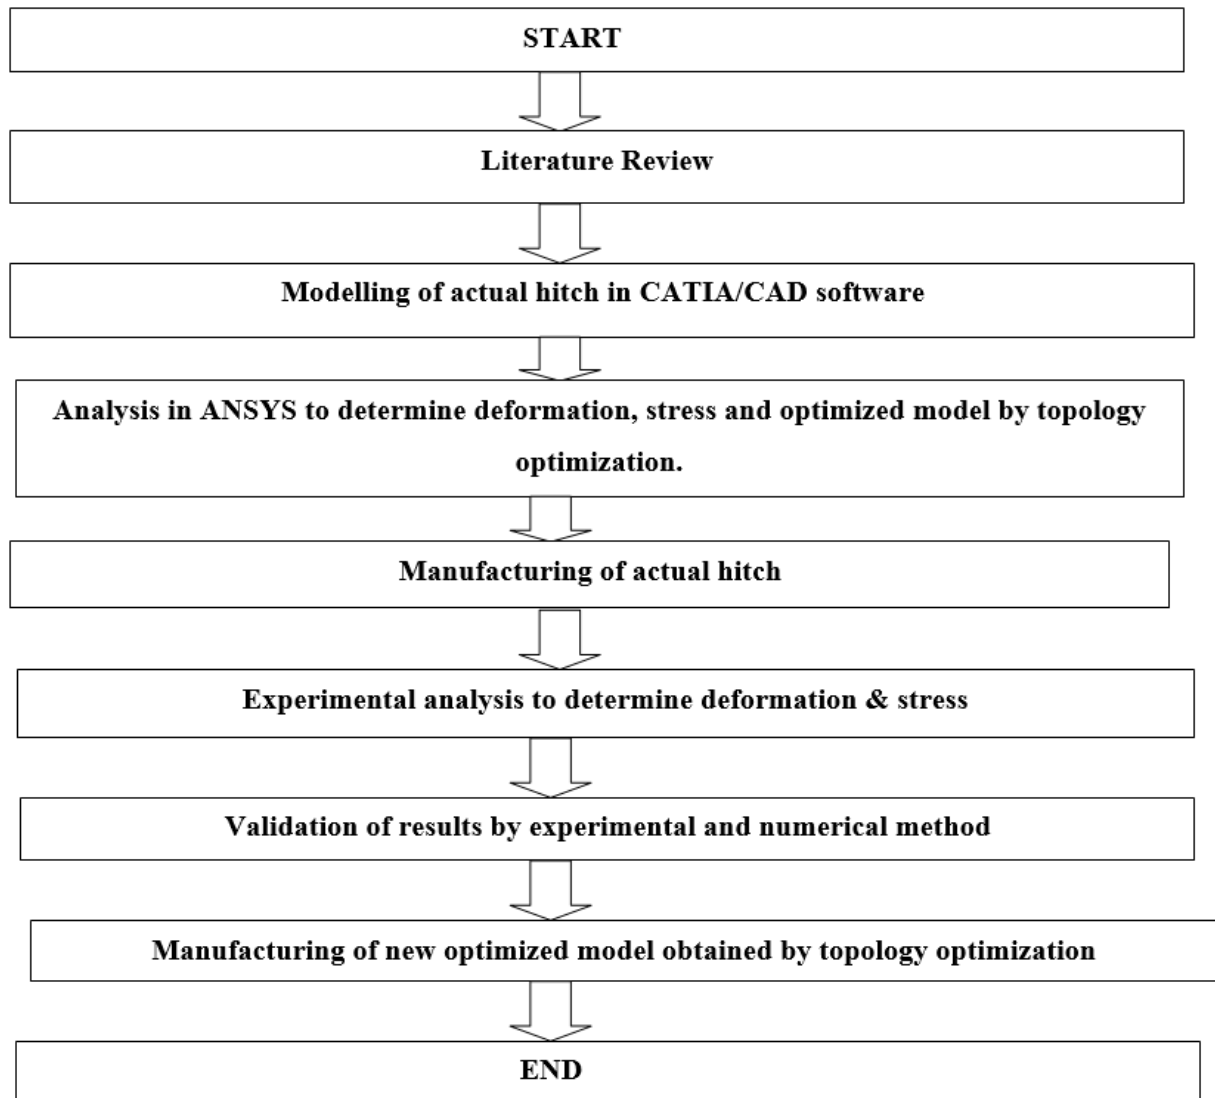 START
Literature Review
Modelling of actual hitch in CATIA/CAD software
Analysis in ANSYS to determine deformation, stress and optimized model by topology
optimization.
Manufacturing of actual hitch
Experimental analysis to determine deformation & stress
Validation of results by experimental and numerical method
Manufacturing of new optimized model obtained by topology optimization
END